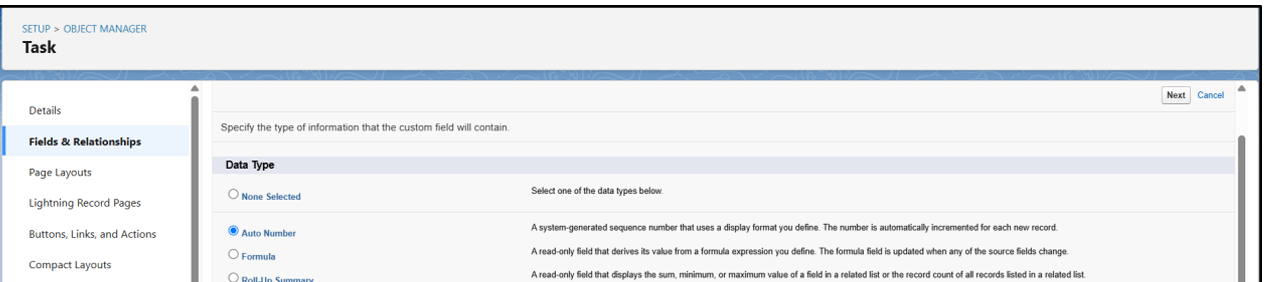 SETUP > OBJECT MANAGER
Task
Details
Fields & Relationships
Page Layouts
Lightning Record Pages
Buttons, Links, and Actions
Compact Layouts
Next Cancel
Specify the type of information that the custom field will contain.
Data Type
None Selected Select one of the data types below.
Auto Number A system-generated sequence number that uses a display format you define. The number is automatically incremented for each new record.
Formula A read-only field that derives its value from a formula expression you define. The formula field is updated when any of the source fields change.
Roll-Up Summary A read-only field that displays the sum, minimum, or maximum value of a field in a related list or the record count of all records listed in a related list.